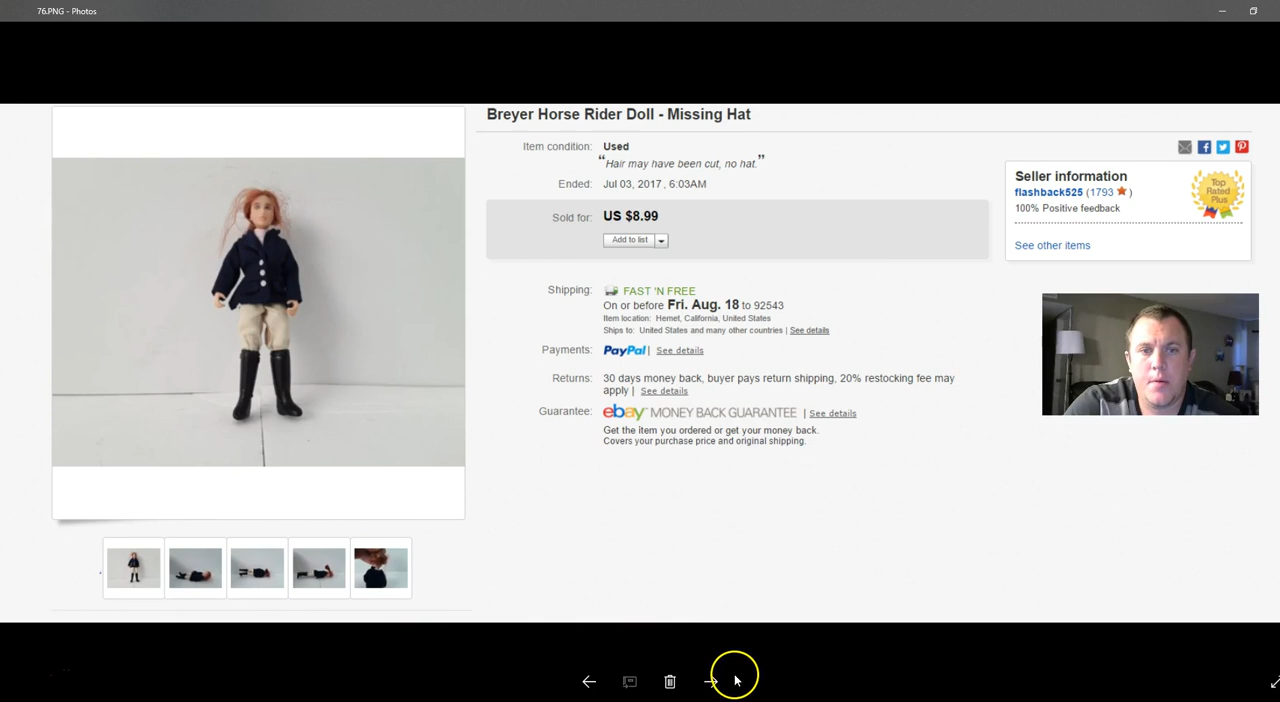 76.PNG - Photos
Breyer Horse Rider Doll - Missing Hat
Item condition: Used
“Hair may have been cut, no hat.”
Ended: Jul 03, 2017 , 6:03AM
Sold for: US $8.99
Add to list
Shipping: FAST 'N FREE
On or before Fri. Aug. 18 to 92543
Item location: Hemet, California, United States
Ships to: United States and many other countries | See details
Payments: PayPal | See details
Returns: 30 days money back, buyer pays return shipping, 20% restocking fee may
apply | See details
Guarantee: ebay MONEY BACK GUARANTEE | See details
Get the item you ordered or get your money back.
Covers your purchase price and original shipping.
Seller information
flashback525 (1793 )
100% Positive feedback
Top
Rated
Plus
See other items